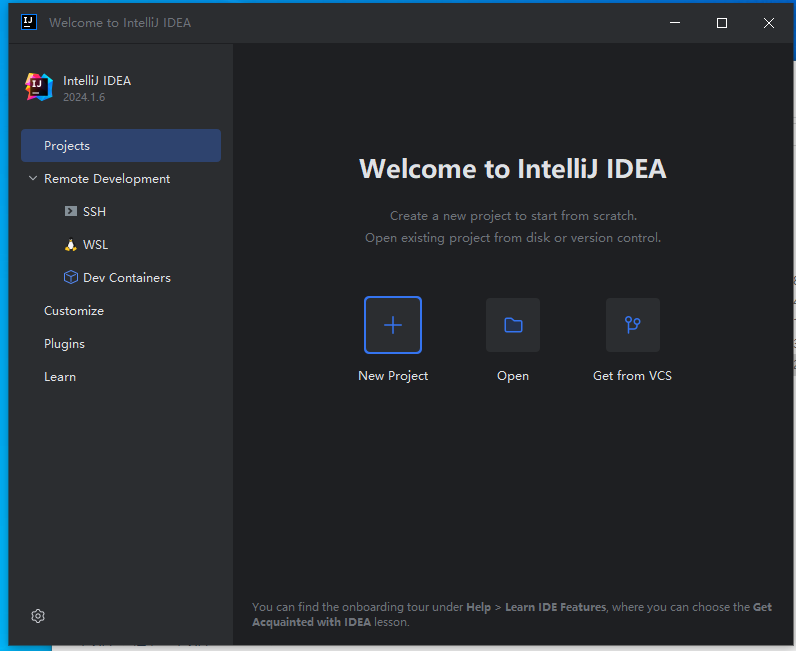 IJ
Welcome to IntelliJ IDEA
IJ
IntelliJ IDEA
2024.1.6
Projects
Remote Development
SSH
WSL
Dev Containers
Customize
Plugins
Learn
Welcome to IntelliJ IDEA
Create a new project to start from scratch.
Open existing project from disk or version control.
New Project
Open
Get from VCS
You can find the onboarding tour under Help > Learn IDE Features, where you can choose the Get
Acquainted with IDEA lesson.